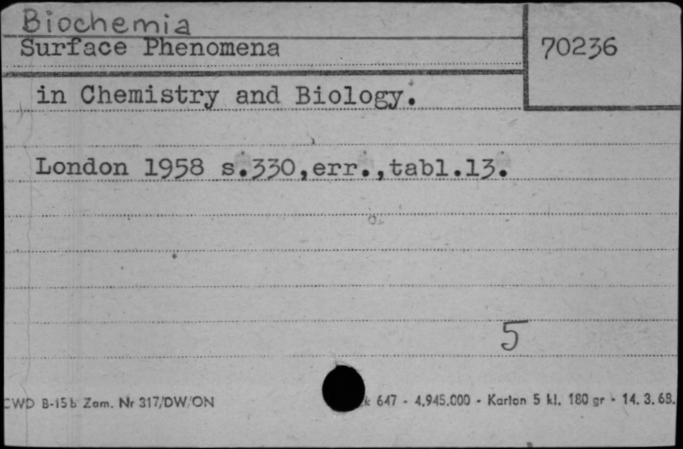 Biochemia
Surface Phenomena
70236
in Chemistry and Biology.
London 1958 s.330,err.,tabl.13.
5
CWD B-15b Zam. Nr 317/DW/ON
k 647 - 4.945.000 - Karton 5 kl. 180 gr - 14. 3. 68.